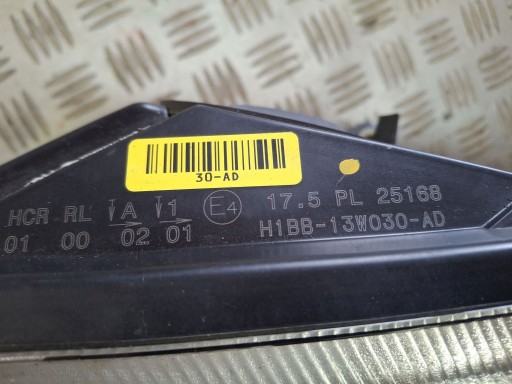 30-AD
HCR RL A 1 E4 17.5 PL 25168
01 00 02 01 H1BB-13W030-AD